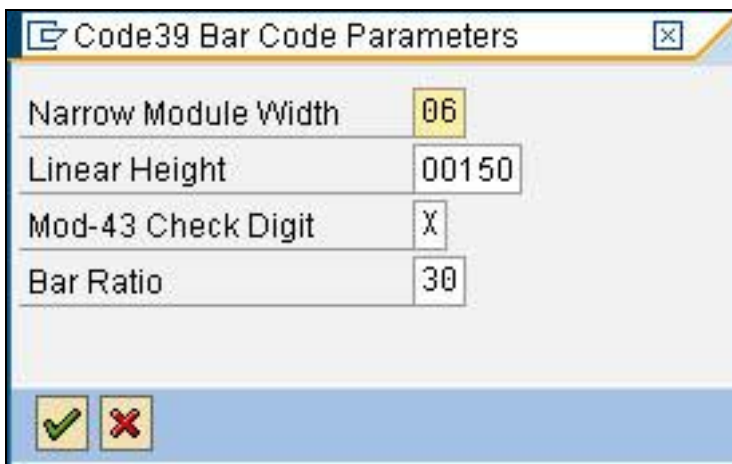 Code39 Bar Code Parameters
Narrow Module Width 06
Linear Height 00150
Mod-43 Check Digit X
Bar Ratio 30